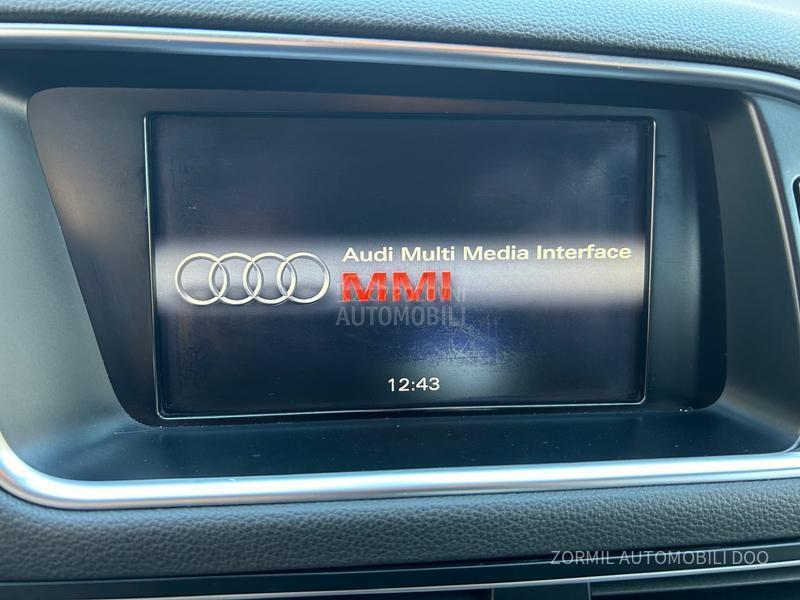 Audi Multi Media Interface
MMI
AUTOMOBILI
12:43
ZORMIL AUTOMOBILI DOO